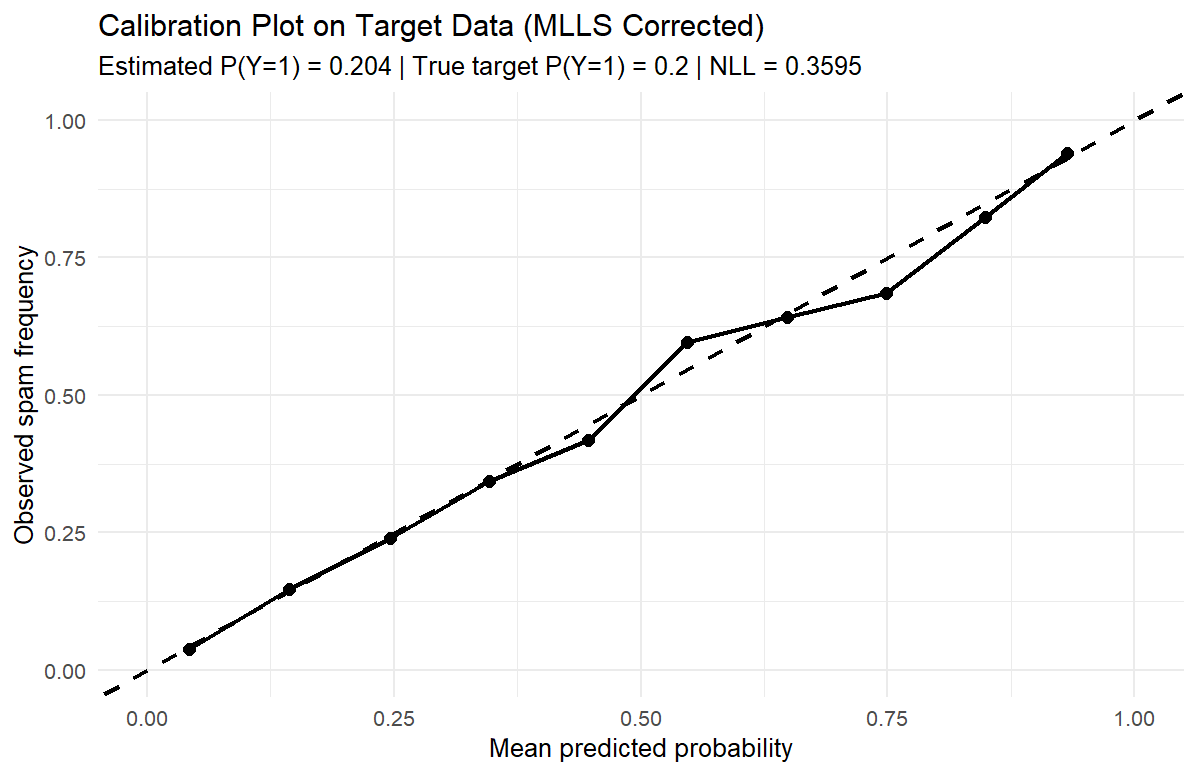 Calibration Plot on Target Data (MLLS Corrected)
Estimated P(Y=1) = 0.204 | True target P(Y=1) = 0.2 | NLL = 0.3595
Observed spam frequency
1.00
0.75
0.50
0.25
0.00
0.00 0.25 0.50 0.75 1.00
Mean predicted probability